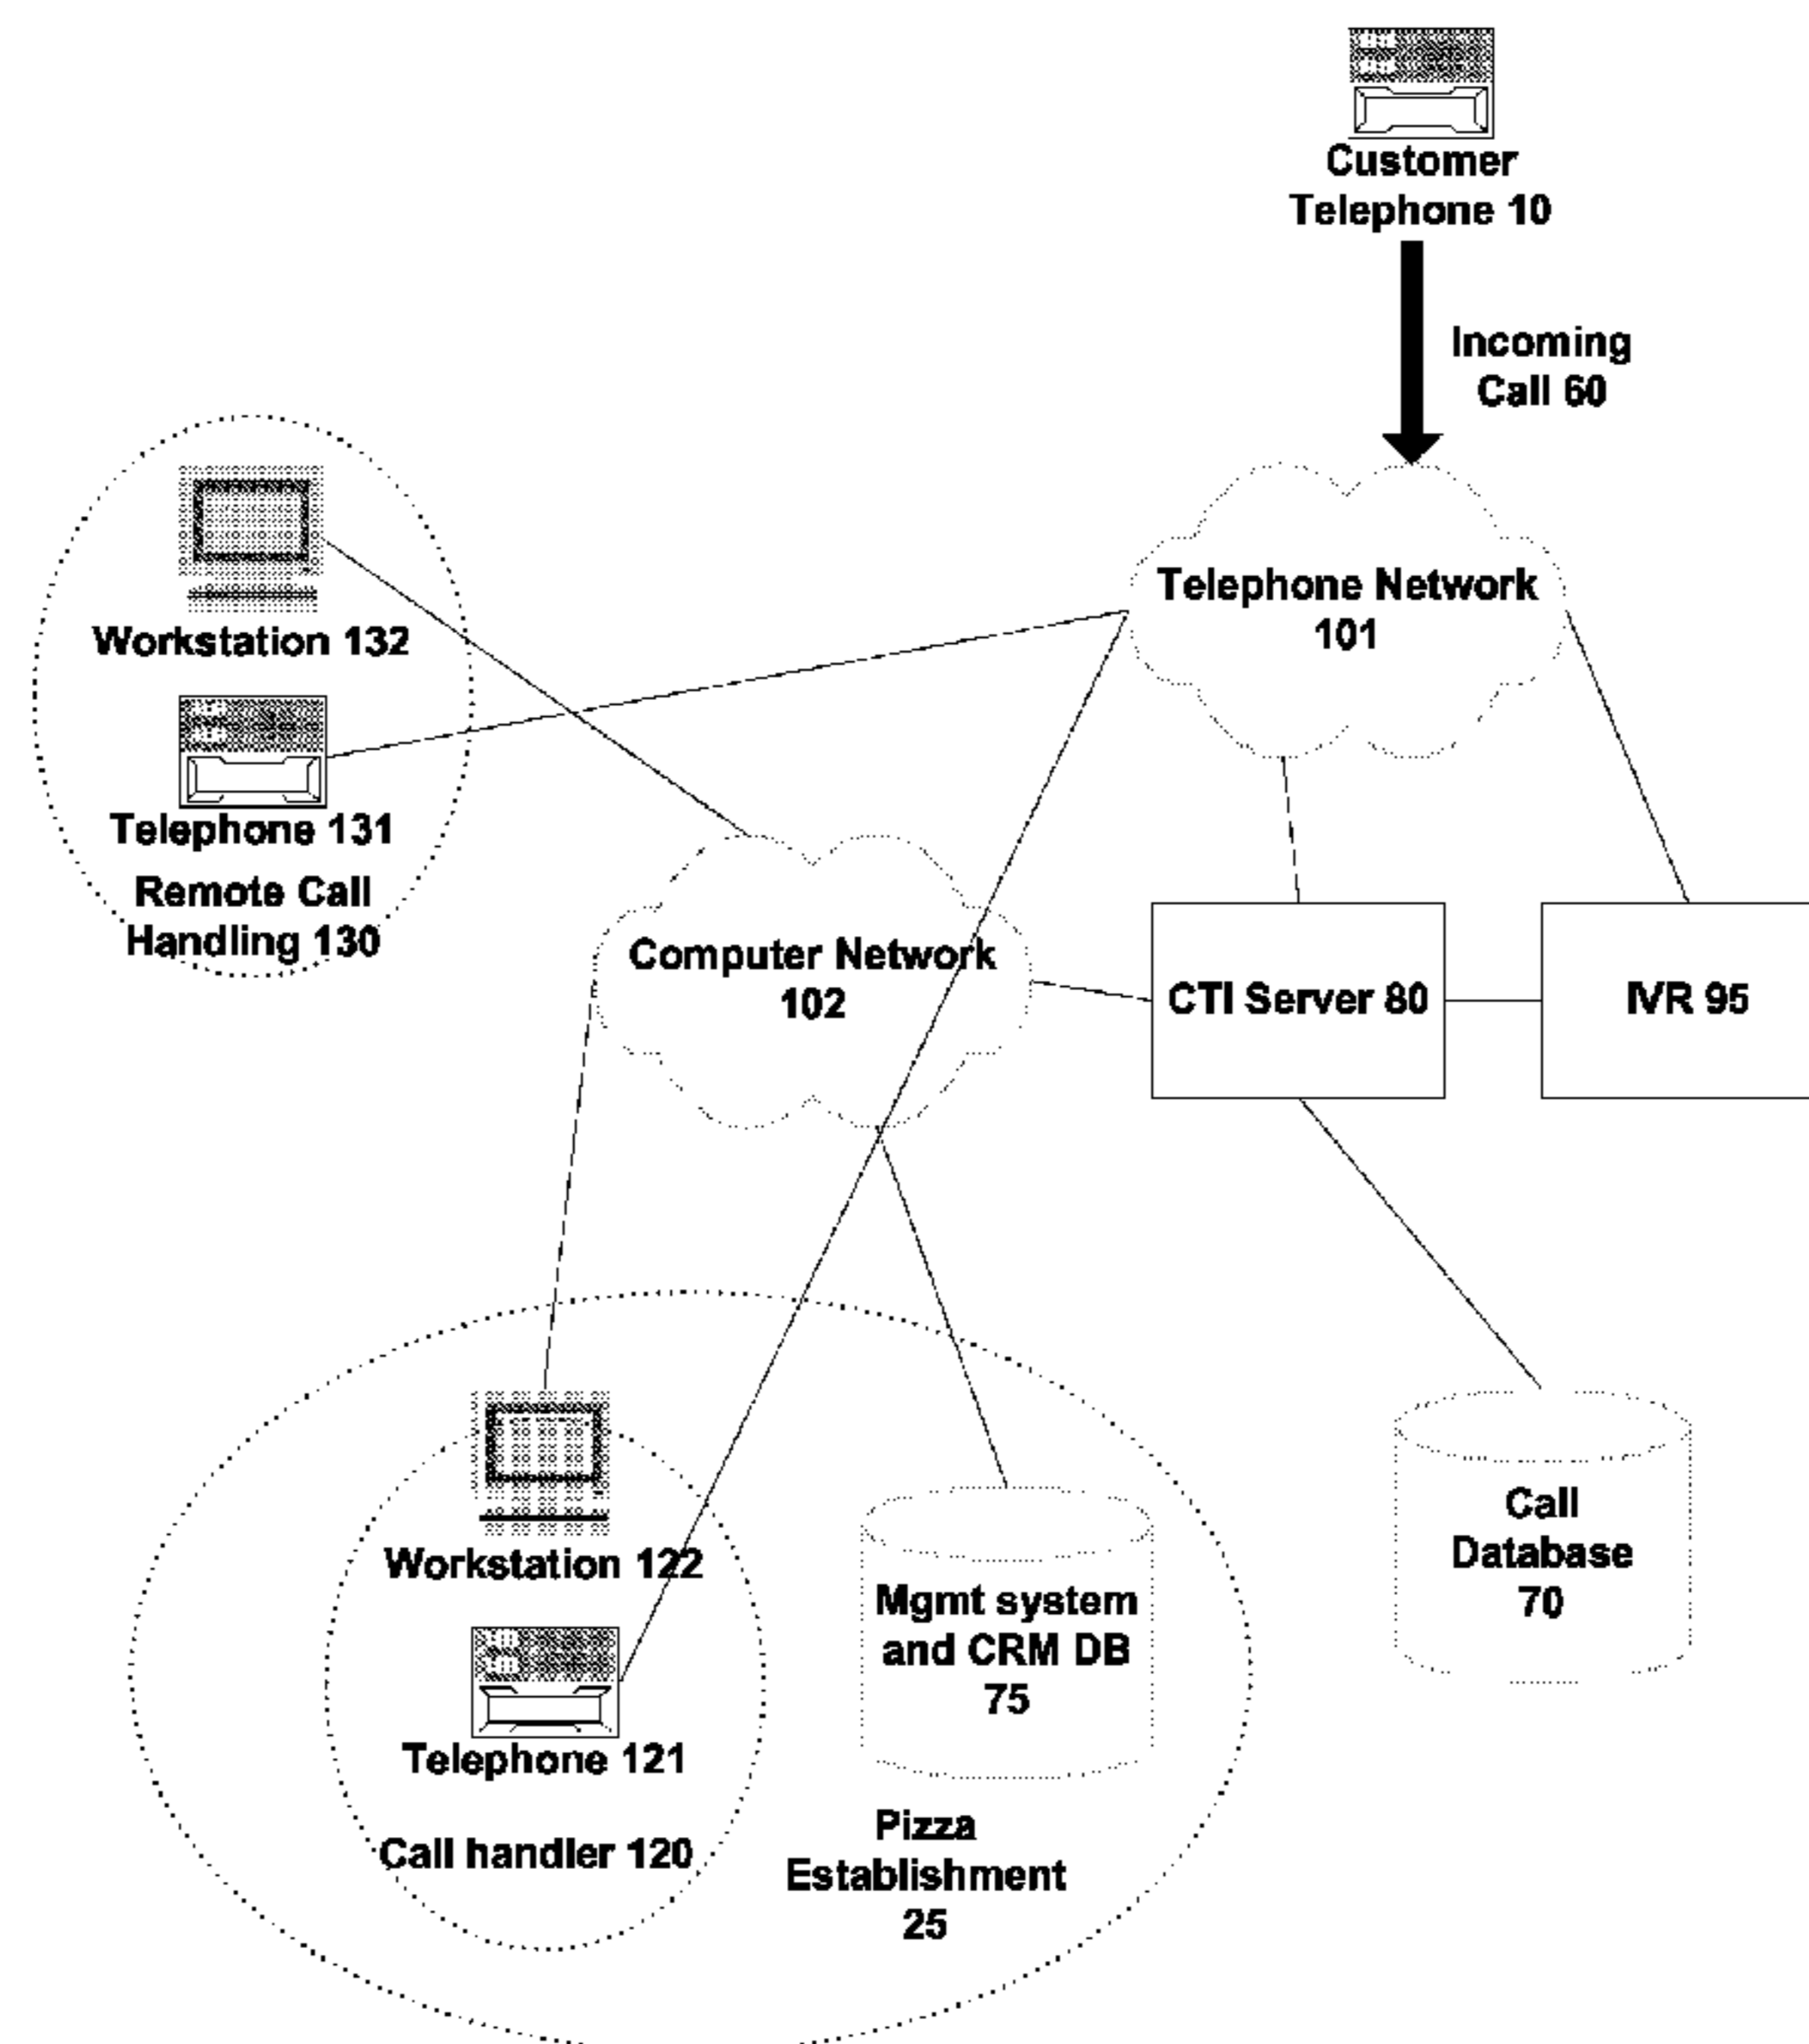 Customer
Telephone 10
Incoming
Call 60
Telephone Network
101
Workstation 132
Telephone 131
Remote Call
Handling 130
Computer Network
102
CTI Server 80
IVR 95
Workstation 122
Telephone 121
Call handler 120
Mgmt system
and CRM DB
75
Pizza
Establishment
25
Call
Database
70